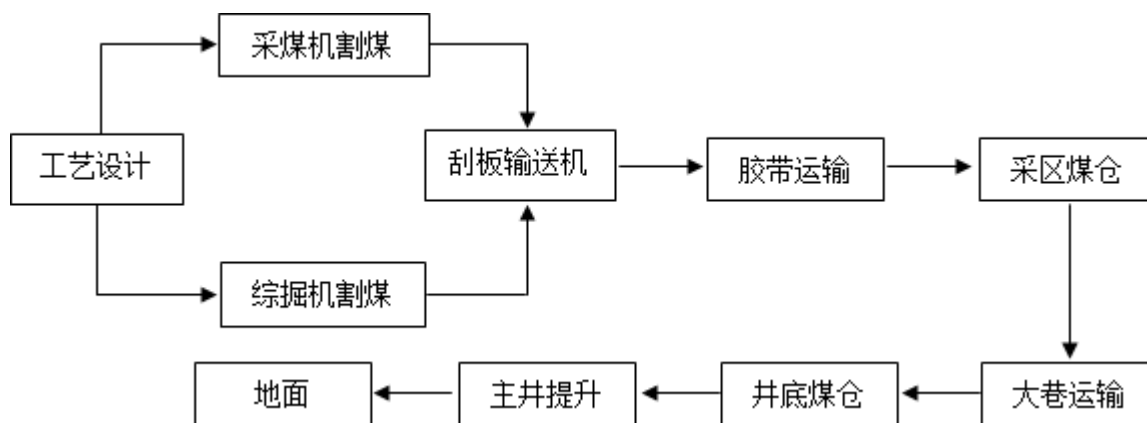 采煤机割煤
工艺设计
刮板输送机
胶带运输
采区煤仓
综掘机割煤
地面
主井提升
井底煤仓
大巷运输